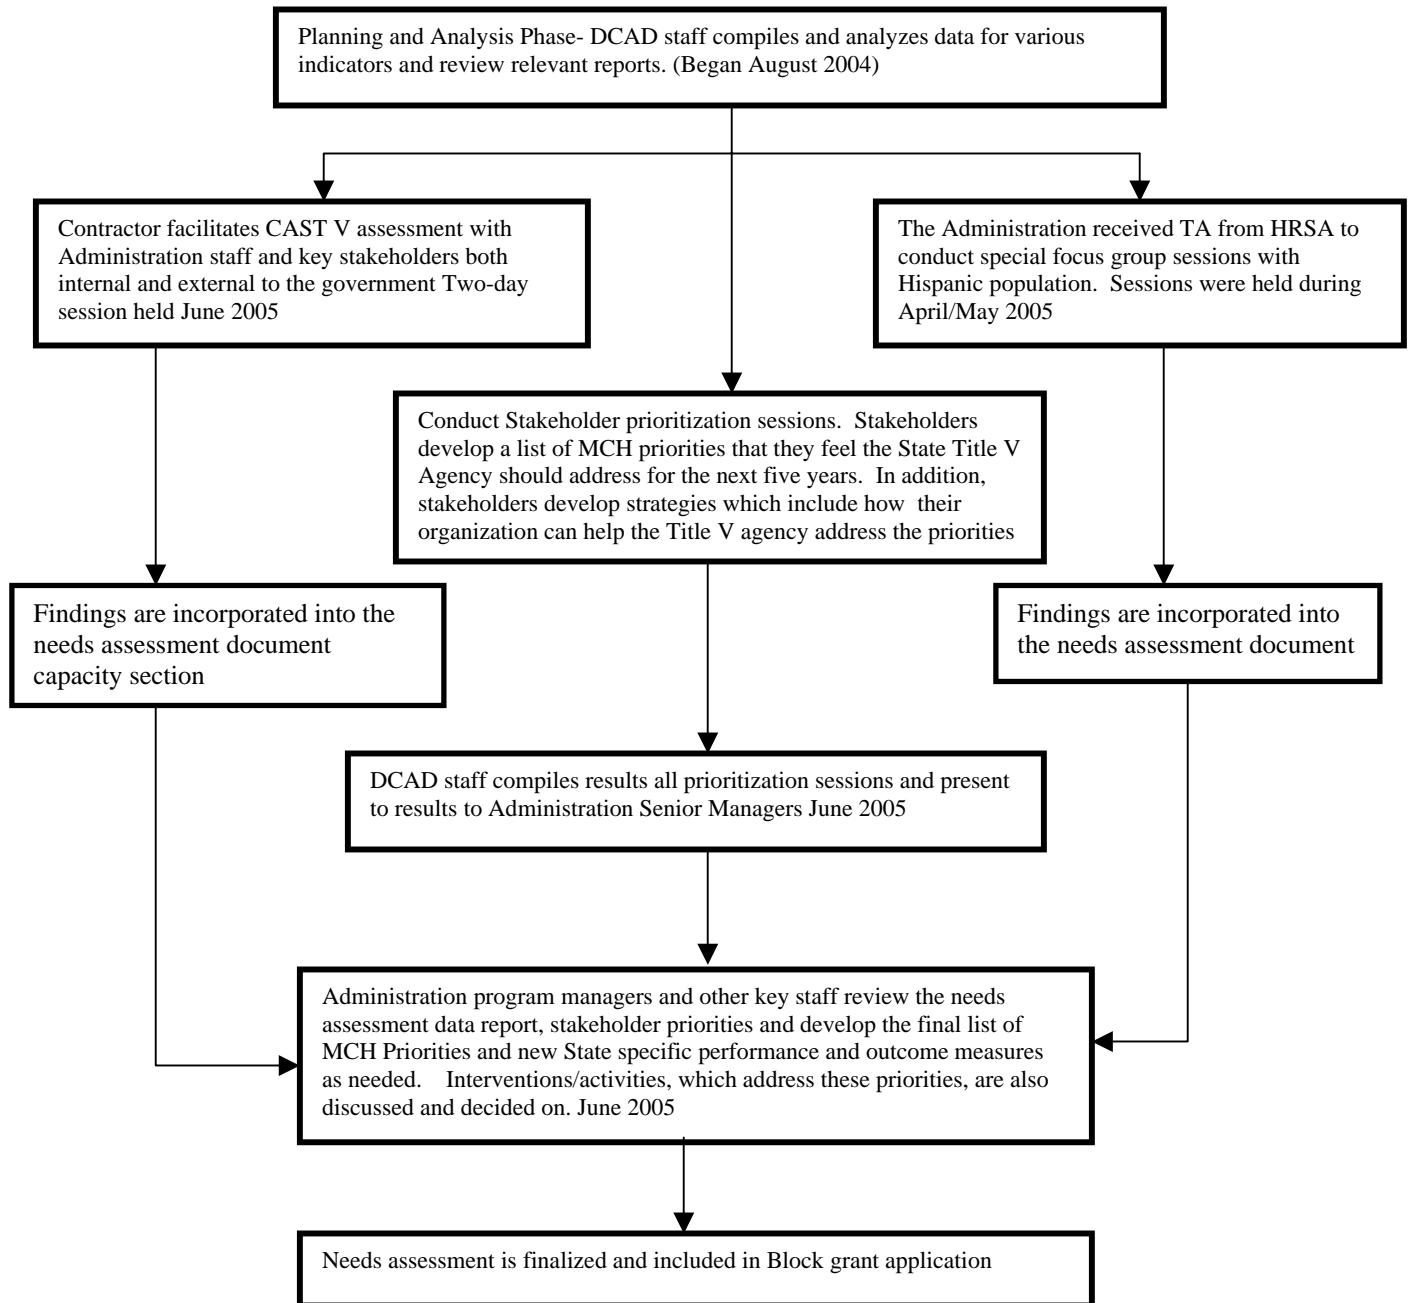 Planning and Analysis Phase- DCAD staff compiles and analyzes data for various
indicators and review relevant reports. (Began August 2004)
Contractor facilitates CAST V assessment with
Administration staff and key stakeholders both
internal and external to the government Two-day
session held June 2005
The Administration received TA from HRSA to
conduct special focus group sessions with
Hispanic population.  Sessions were held during
April/May 2005
Conduct Stakeholder prioritization sessions.  Stakeholders
develop a list of MCH priorities that they feel the State Title V
Agency should address for the next five years.  In addition,
stakeholders develop strategies which include how  their
organization can help the Title V agency address the priorities
Findings are incorporated into the
needs assessment document
capacity section
Findings are incorporated into
the needs assessment document
DCAD staff compiles results all prioritization sessions and present
to results to Administration Senior Managers June 2005
Administration program managers and other key staff review the needs
assessment data report, stakeholder priorities and develop the final list of
MCH Priorities and new State specific performance and outcome measures
as needed.    Interventions/activities, which address these priorities, are also
discussed and decided on. June 2005
Needs assessment is finalized and included in Block grant application